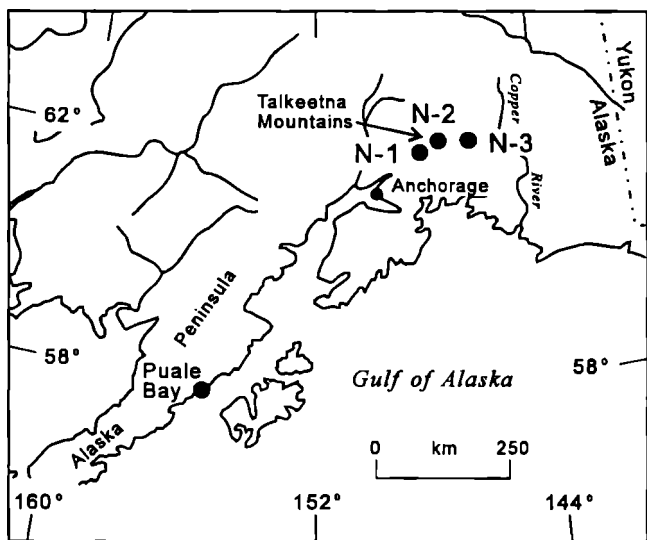 Yukon
Alaska
62°
Talkeetna
Mountains
Copper
River
N-2
N-1
N-3
Anchorage
Peninsula
58°
58°
Puale
Bay
Gulf of Alaska
Alaska
0 km 250
160°
152°
144°